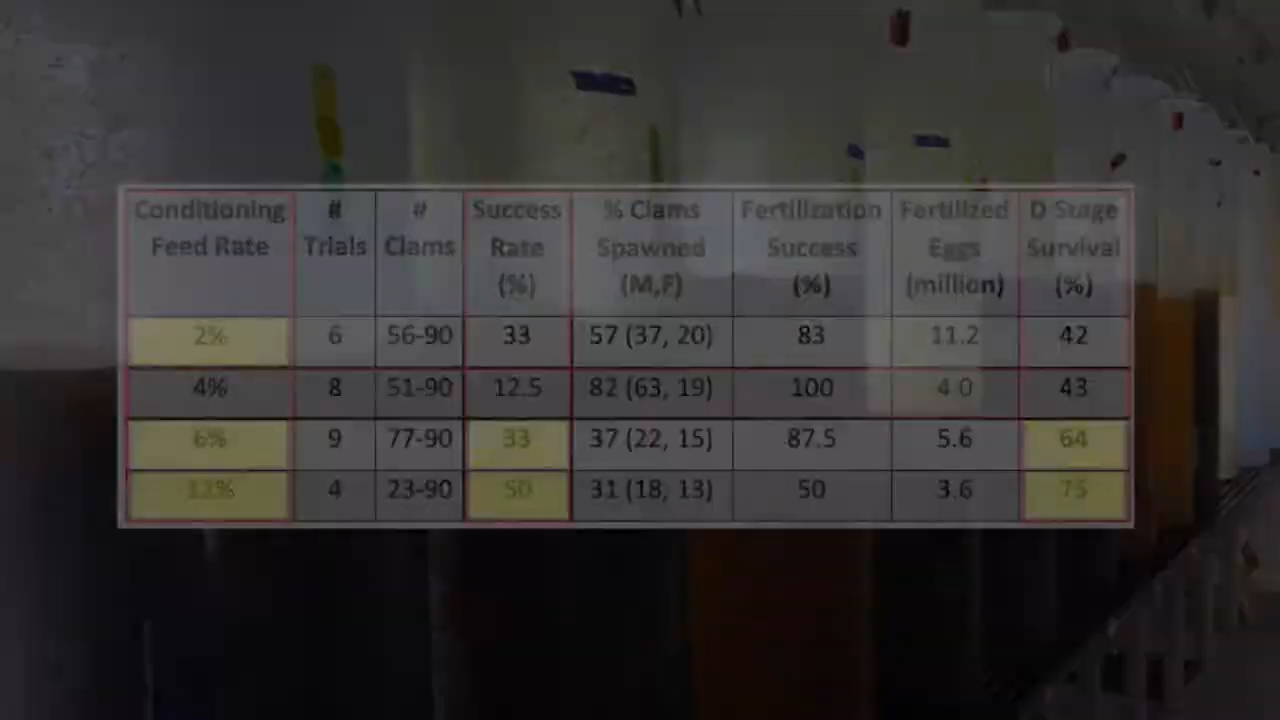 Conditioning Feed Rate # Trials # Clams Success Rate (%) % Clams Spawned (M,F) Fertilization Success (%) Fertilized Eggs (million) D Stage Survival (%)
2% 6 56-90 33 57 (37, 20) 83 11.2 42
4% 8 51-90 12.5 82 (63, 19) 100 4.0 43
6% 9 77-90 33 37 (22, 15) 87.5 5.6 64
12% 4 23-90 50 31 (18, 13) 50 3.6 75